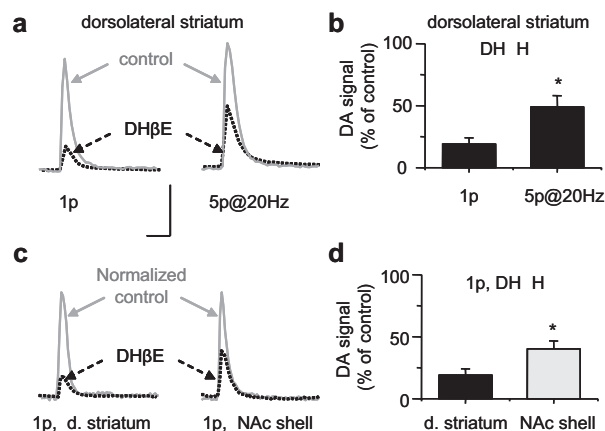 a
dorsolateral striatum
control
DHβE
1p
5p@20Hz
b
dorsolateral striatum
DH H
DA signal
(% of control)
100
50
0
*
1p
5p@20Hz
c
Normalized
control
DHβE
1p, d. striatum
1p, NAc shell
d
1p, DH H
DA signal
(% of control)
100
50
0
*
d. striatum
NAc shell